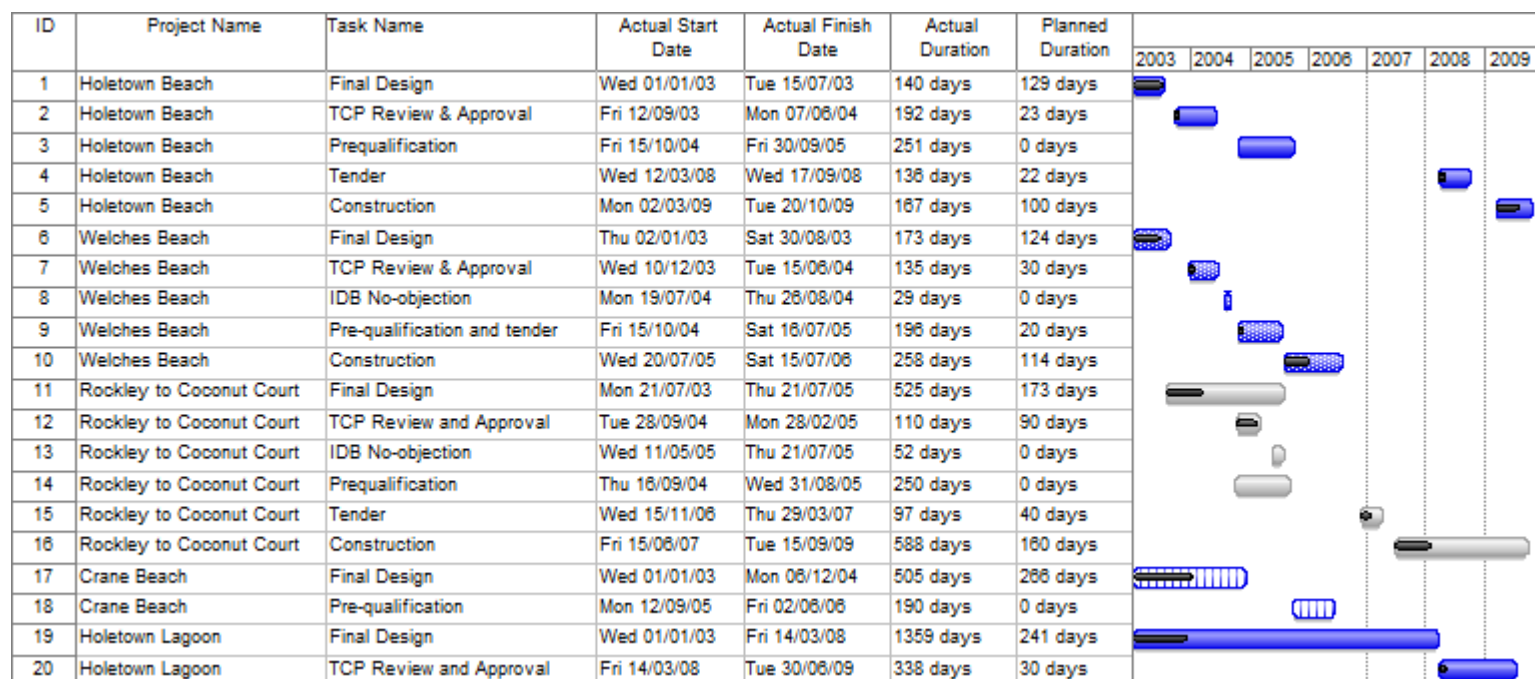 ID Project Name Task Name Actual Start Date Actual Finish Date Actual Duration Planned Duration 2003 2004 2005 2006 2007 2008 2009
1 Holetown Beach Final Design Wed 01/01/03 Tue 15/07/03 140 days 129 days
2 Holetown Beach TCP Review & Approval Fri 12/09/03 Mon 07/06/04 192 days 23 days
3 Holetown Beach Prequalification Fri 15/10/04 Fri 30/09/05 251 days 0 days
4 Holetown Beach Tender Wed 12/03/08 Wed 17/09/08 136 days 22 days
5 Holetown Beach Construction Mon 02/03/09 Tue 20/10/09 167 days 100 days
6 Welches Beach Final Design Thu 02/01/03 Sat 30/08/03 173 days 124 days
7 Welches Beach TCP Review & Approval Wed 10/12/03 Tue 15/06/04 135 days 30 days
8 Welches Beach IDB No-objection Mon 19/07/04 Thu 26/08/04 29 days 0 days
9 Welches Beach Pre-qualification and tender Fri 15/10/04 Sat 16/07/05 196 days 20 days
10 Welches Beach Construction Wed 20/07/05 Sat 15/07/06 258 days 114 days
11 Rockley to Coconut Court Final Design Mon 21/07/03 Thu 21/07/05 525 days 173 days
12 Rockley to Coconut Court TCP Review and Approval Tue 28/09/04 Mon 28/02/05 110 days 90 days
13 Rockley to Coconut Court IDB No-objection Wed 11/05/05 Thu 21/07/05 52 days 0 days
14 Rockley to Coconut Court Prequalification Thu 16/09/04 Wed 31/08/05 250 days 0 days
15 Rockley to Coconut Court Tender Wed 15/11/06 Thu 29/03/07 97 days 40 days
16 Rockley to Coconut Court Construction Fri 15/06/07 Tue 15/09/09 588 days 160 days
17 Crane Beach Final Design Wed 01/01/03 Mon 06/12/04 505 days 266 days
18 Crane Beach Pre-qualification Mon 12/09/05 Fri 02/06/06 190 days 0 days
19 Holetown Lagoon Final Design Wed 01/01/03 Fri 14/03/08 1359 days 241 days
20 Holetown Lagoon TCP Review and Approval Fri 14/03/08 Tue 30/06/09 338 days 30 days